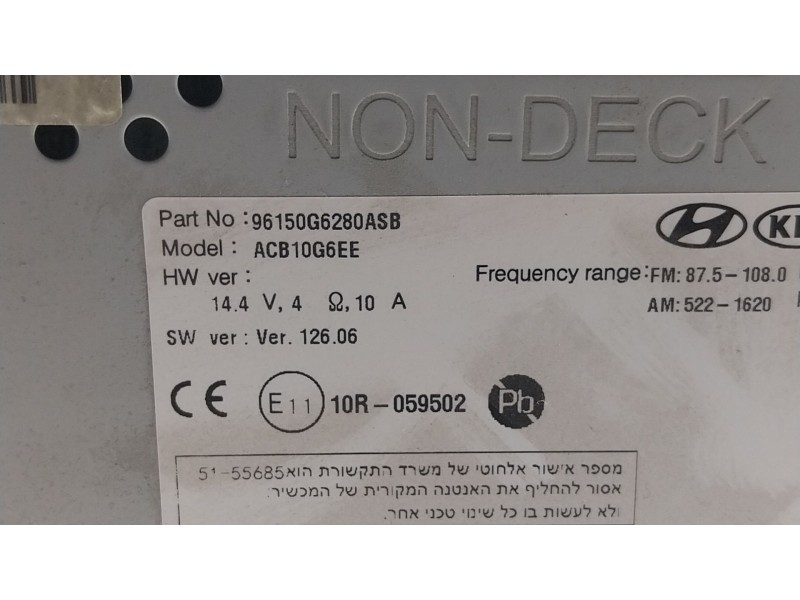 NON-DECK
Part No : 96150G6280ASB
Model : ACB10G6EE
HW ver :
14.4 V, 4 Ω, 10 A
SW ver : Ver. 126.06
Frequency range: FM: 87.5-108.0
AM: 522-1620
CE E11 10R-059502 Pb
מספר אישור אלחוטי של משרד התקשורת הוא 51-55685
אסור להחליף את האנטנה המקורית של המכשיר.
ולא לעשות בו כל שינוי טכני אחר.